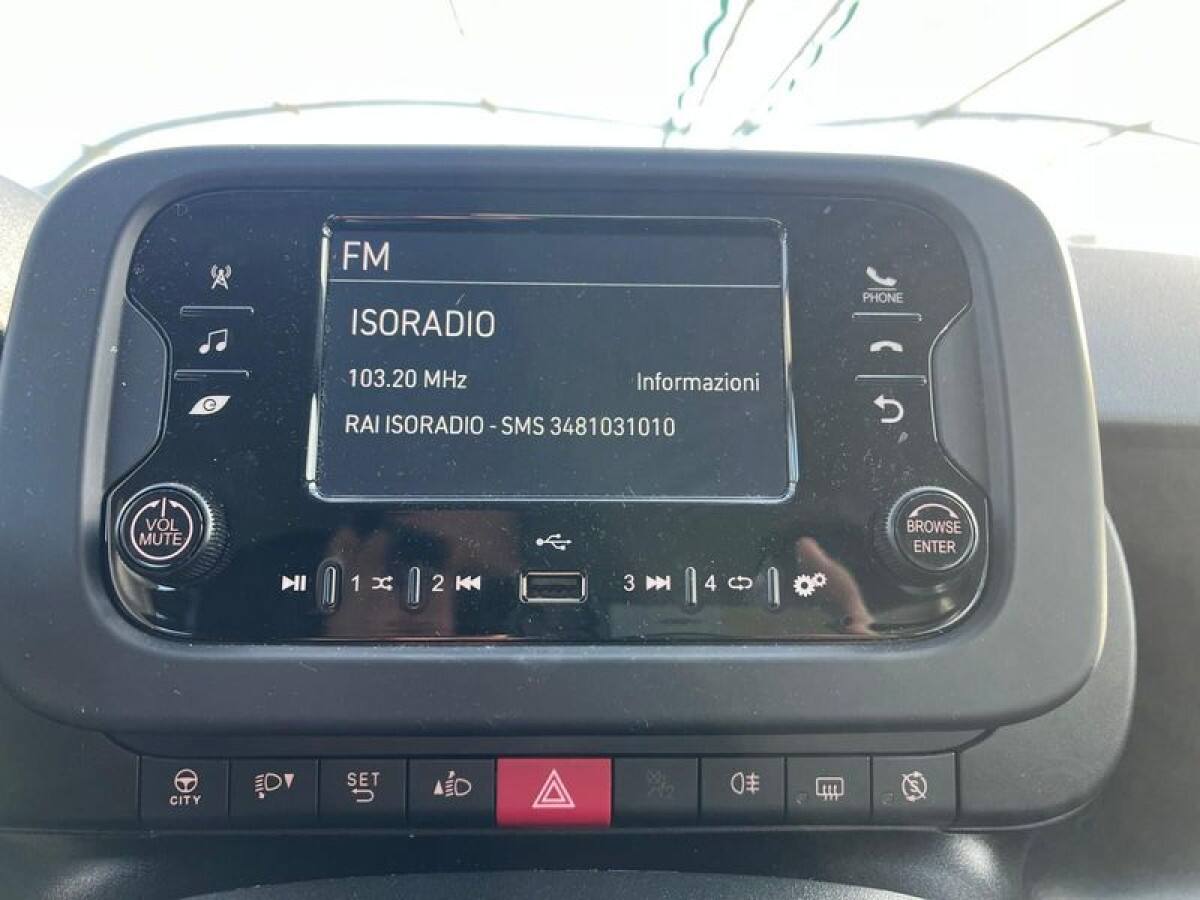 FM
ISORADIO
103.20 MHz Informazioni
RAI ISORADIO - SMS 3481031010
PHONE
VOL
MUTE
BROWSE
ENTER
1 2 3 4
CITY
SET